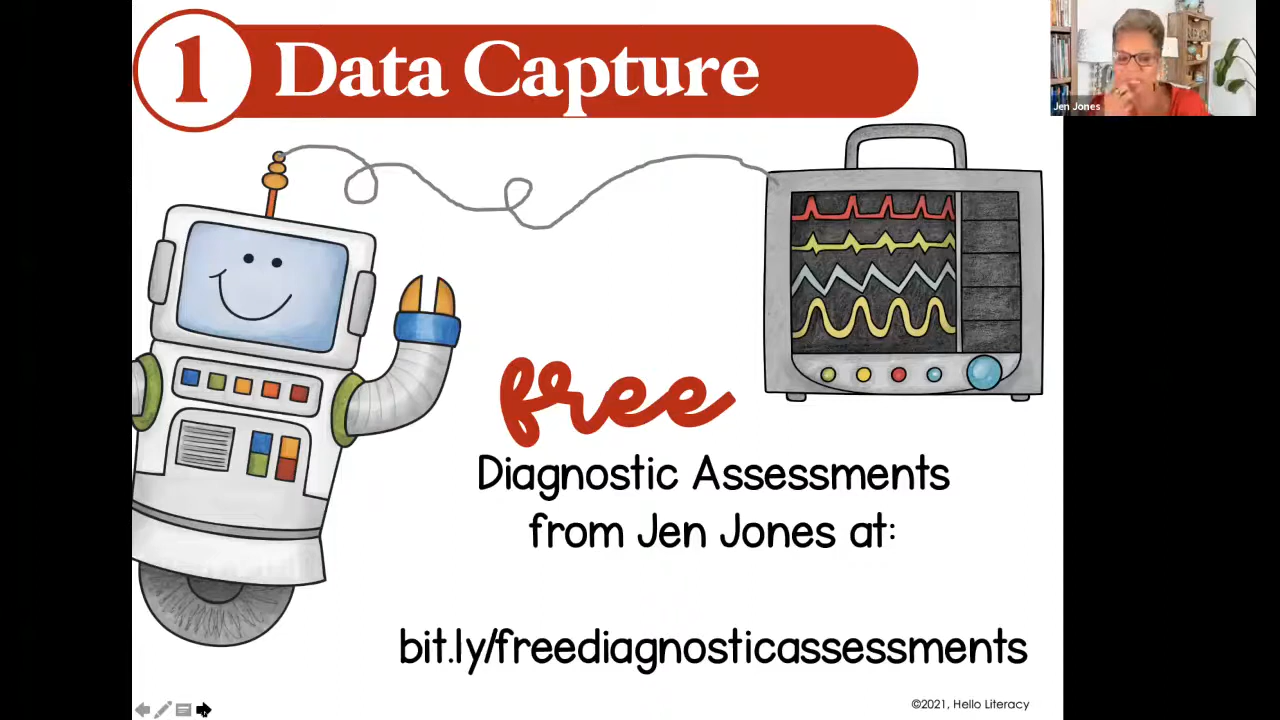 1 Data Capture
Jen Jones
free
Diagnostic Assessments
from Jen Jones at:
bit.ly/freediagnosticassessments
©2021, Hello Literacy